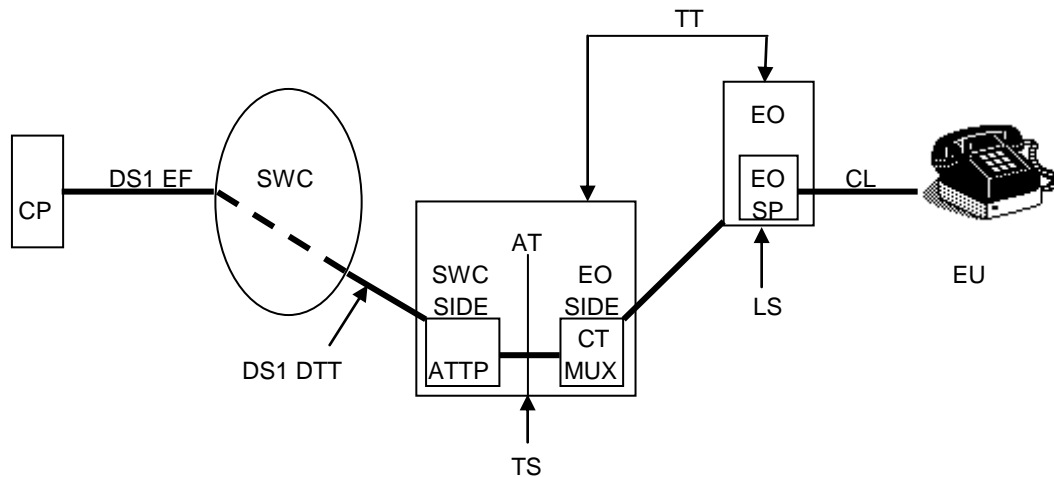 TT
EO
EO
SP
CL
EU
LS
CP
DS1 EF
SWC
AT
SWC
SIDE
EO
SIDE
ATTP
CT
MUX
DS1 DTT
TS